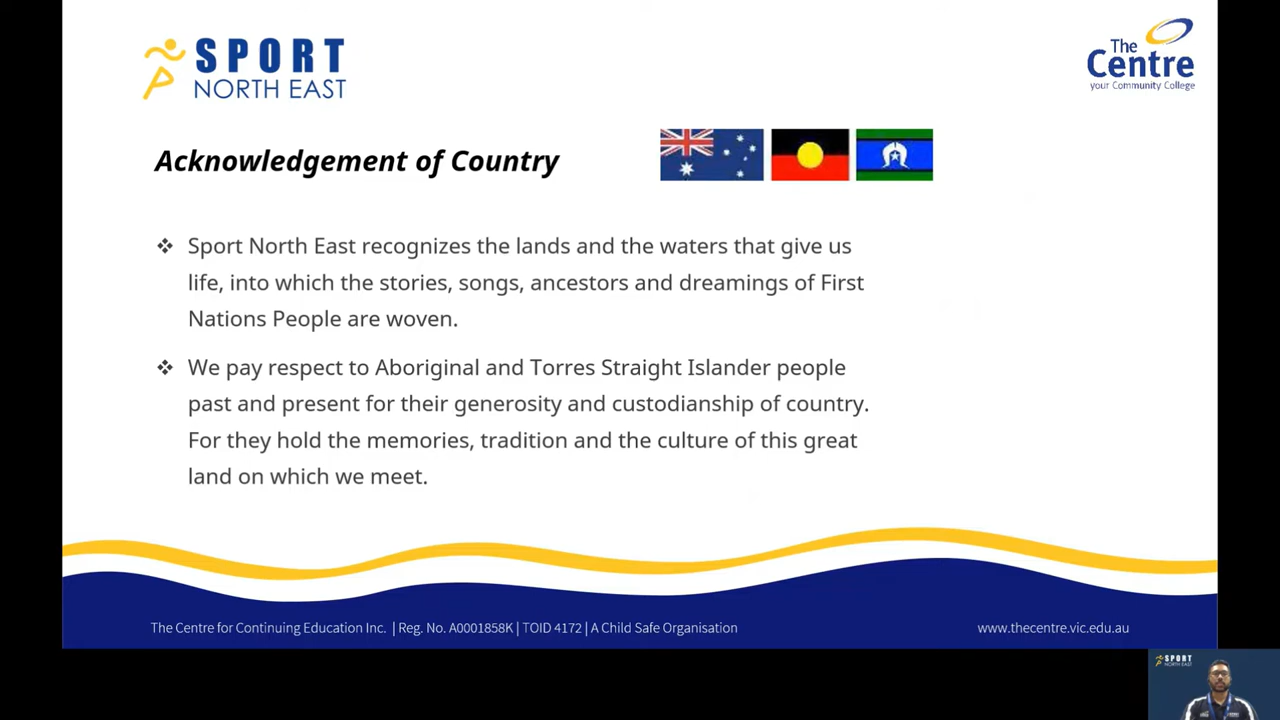 SPORT
NORTH EAST
The
Centre
your Community College
Acknowledgement of Country
❖ Sport North East recognizes the lands and the waters that give us
life, into which the stories, songs, ancestors and dreamings of First
Nations People are woven.
❖ We pay respect to Aboriginal and Torres Straight Islander people
past and present for their generosity and custodianship of country.
For they hold the memories, tradition and the culture of this great
land on which we meet.
The Centre for Continuing Education Inc. | Reg. No. A0001858K | TOID 4172 | A Child Safe Organisation
www.thecentre.vic.edu.au
SPORT
NORTH EAST